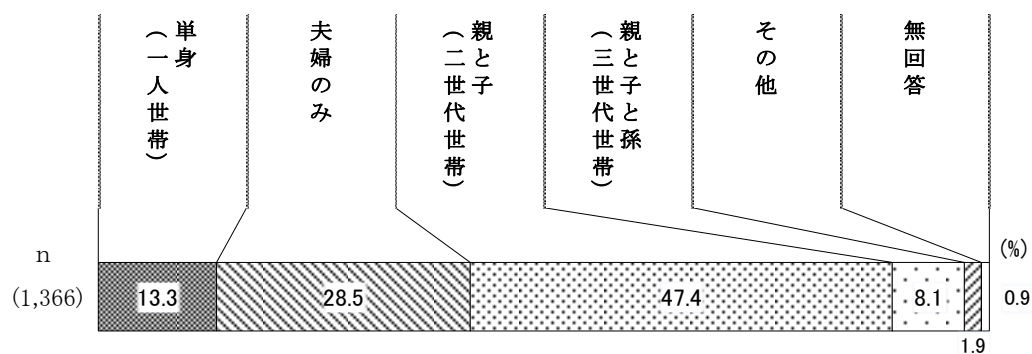 単身
（一人世帯）
夫婦のみ
親と子
（二世代世帯）
親と子と孫
（三世代世帯）
その他
無回答
(%)
n
(1,366)
13.3
28.5
47.4
8.1
0.9
1.9